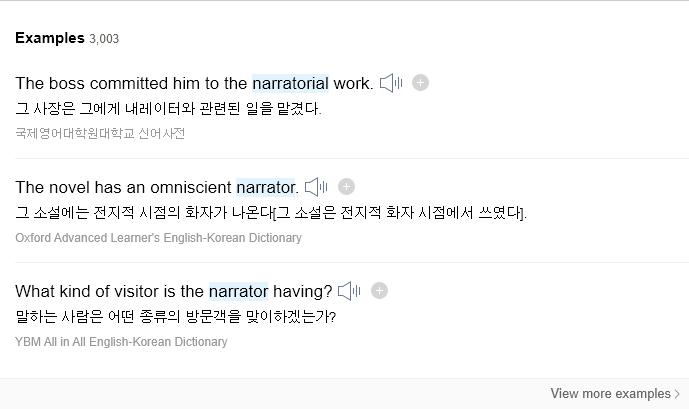 Examples 3,003
The boss committed him to the narratorial work.
그 사장은 그에게 내레이터와 관련된 일을 맡겼다.
국제영어대학원대학교 신어사전
The novel has an omniscient narrator.
그 소설에는 전지적 시점의 화자가 나온다[그 소설은 전지적 화자 시점에서 쓰였다].
Oxford Advanced Learner's English-Korean Dictionary
What kind of visitor is the narrator having?
말하는 사람은 어떤 종류의 방문객을 맞이하겠는가?
YBM All in All English-Korean Dictionary
View more examples